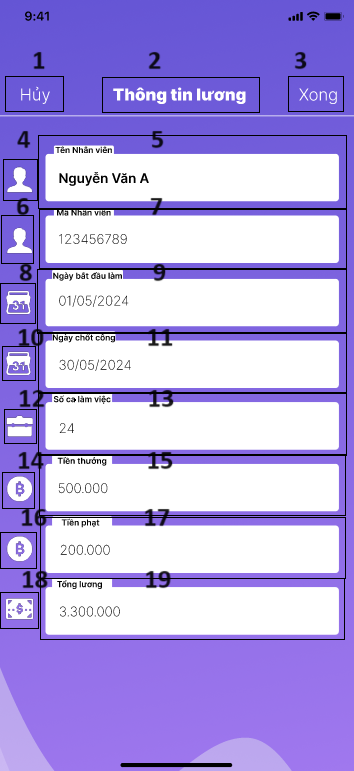 9:41
1 2 3
Hủy Thông tin lương Xong
4 5
Tên Nhân viên
Nguyễn Văn A
6 7
Mã Nhân viên
123456789
8 9
Ngày bắt đầu làm
31 01/05/2024
10 11
Ngày chốt công
31 30/05/2024
12 13
Số ca làm việc
24
14 15
Tiền thưởng
500.000
16 17
Tiền phạt
200.000
18 19
Tổng lương
3.300.000